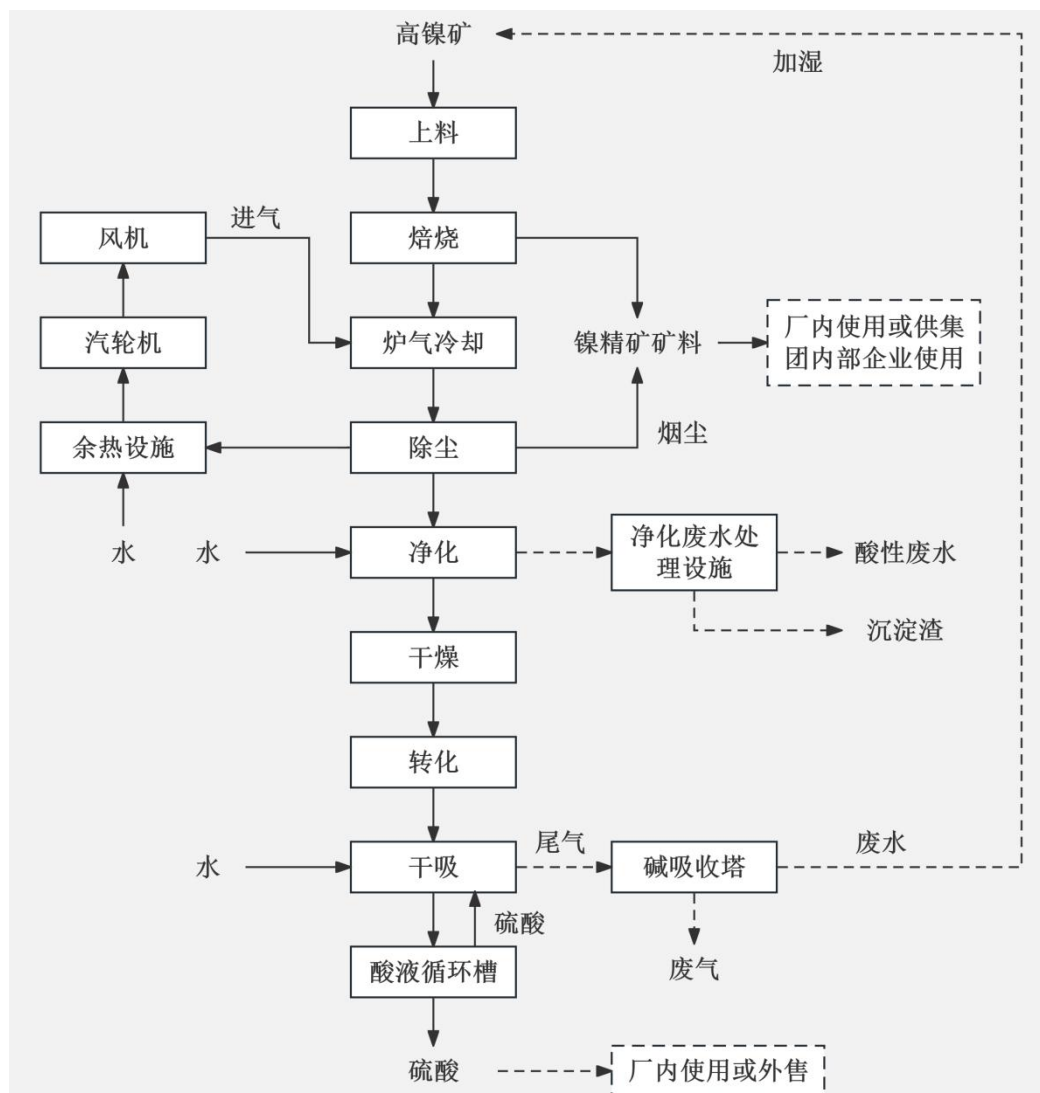 高镍矿
加湿
上料
进气
风机
焙烧
汽轮机
炉气冷却
镍精矿矿料
厂内使用或供集
团内部企业使用
烟尘
余热设施
除尘
水
水
净化
净化废水处
理设施
酸性废水
沉淀渣
干燥
转化
尾气
废水
水
干吸
碱吸收塔
硫酸
酸液循环槽
废气
硫酸
厂内使用或外售